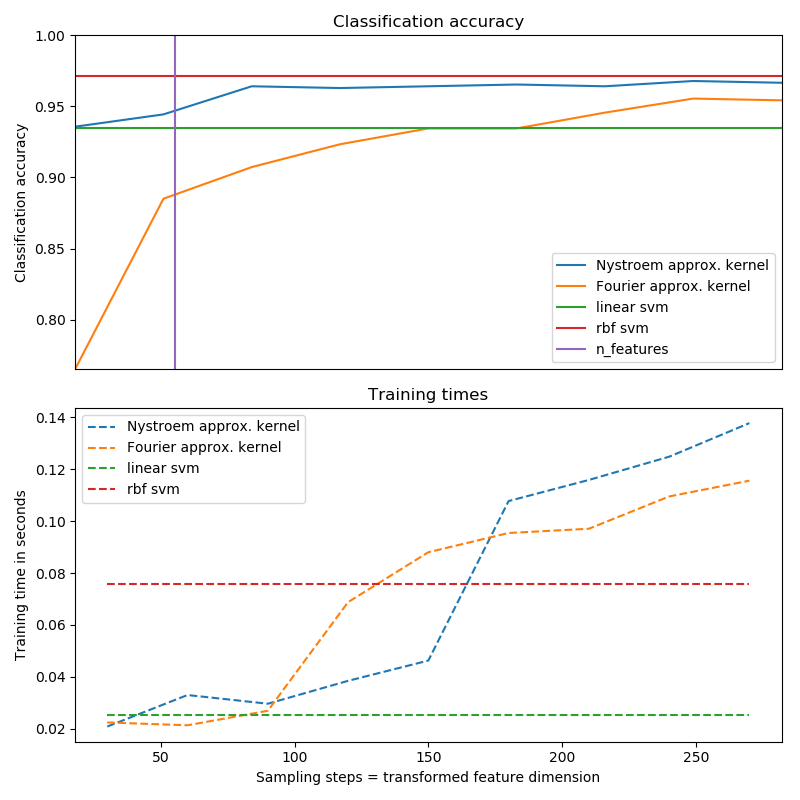 Classification accuracy
Classification accuracy
1.00
0.95
0.90
0.85
0.80
Nystroem approx. kernel
Fourier approx. kernel
linear svm
rbf svm
n_features
Training times
Training time in seconds
0.14
0.12
0.10
0.08
0.06
0.04
0.02
Nystroem approx. kernel
Fourier approx. kernel
linear svm
rbf svm
50 100 150 200 250
Sampling steps = transformed feature dimension